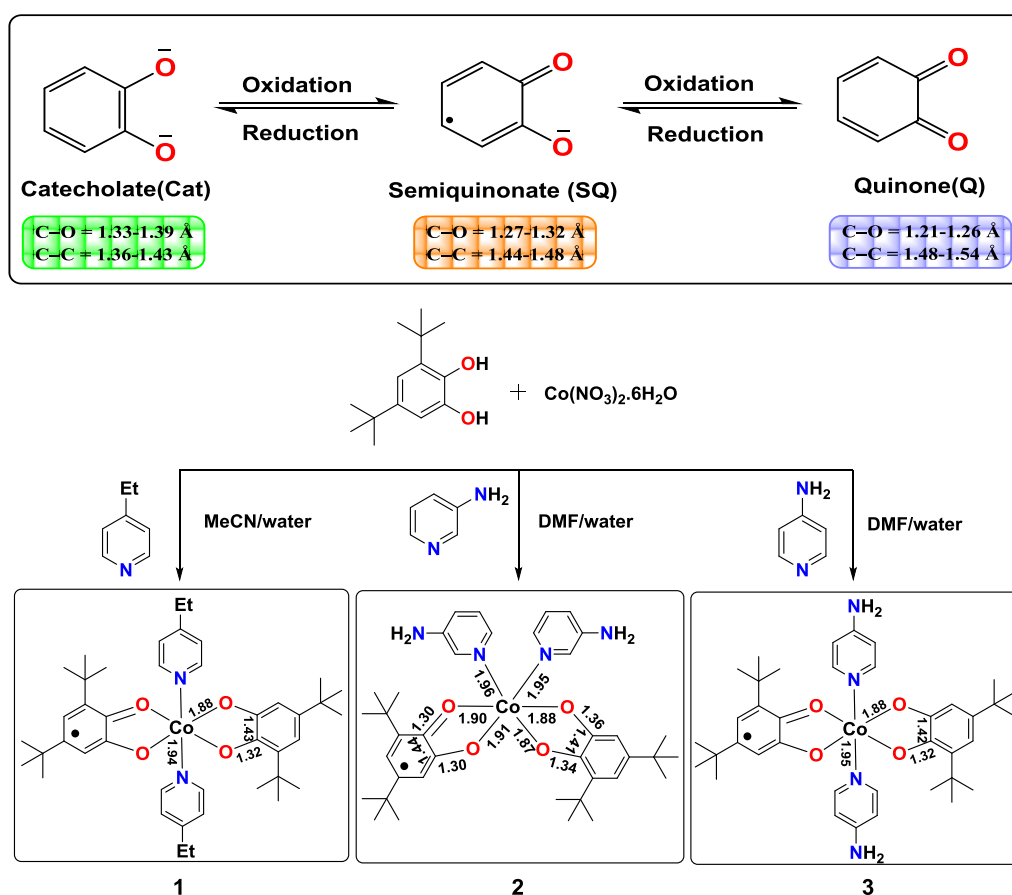 O
O
Oxidation
Reduction
O
O
Oxidation
Reduction
O
O
Catecholate(Cat)
Semiquinonate (SQ)
Quinone(Q)
C–O = 1.33-1.39 Å
C–C = 1.36-1.43 Å
C–O = 1.27-1.32 Å
C–C = 1.44-1.48 Å
C–O = 1.21-1.26 Å
C–C = 1.48-1.54 Å
OH
OH
+
Co(NO3)2.6H2O
Et
N
MeCN/water
NH2
N
DMF/water
NH2
N
DMF/water
Et
N
O
O
Co
1.88
1.94
O
O
1.43
1.32
N
Et
1
H2N
NH2
N
N
1.96
1.95
Co
O
O
1.30
1.90
1.44
1.91
1.30
1.88
1.87
O
O
1.36
1.41
1.34
2
NH2
N
O
O
Co
1.88
1.95
O
O
1.42
1.32
N
NH2
3